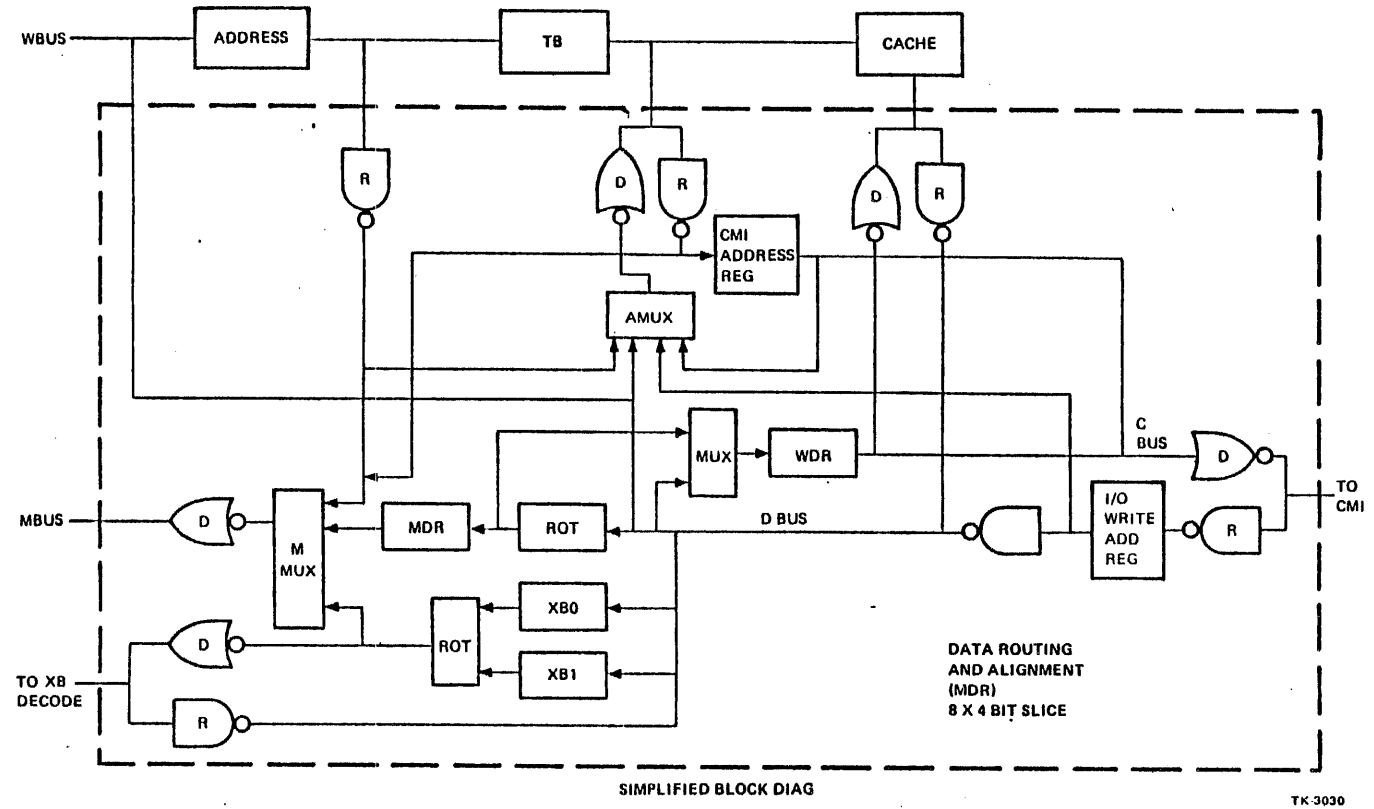 WBUS
ADDRESS
TB
CACHE
R
D
R
D
R
CMI
ADDRESS
REG
AMUX
C
BUS
MUX
WDR
D
MBUS
D
M
MUX
MDR
ROT
D BUS
I/O
WRITE
ADD
REG
R
TO
CMI
XB0
D
ROT
XB1
TO XB
DECODE
R
DATA ROUTING
AND ALIGNMENT
(MDR)
8 X 4 BIT SLICE
SIMPLIFIED BLOCK DIAG
TK-3030